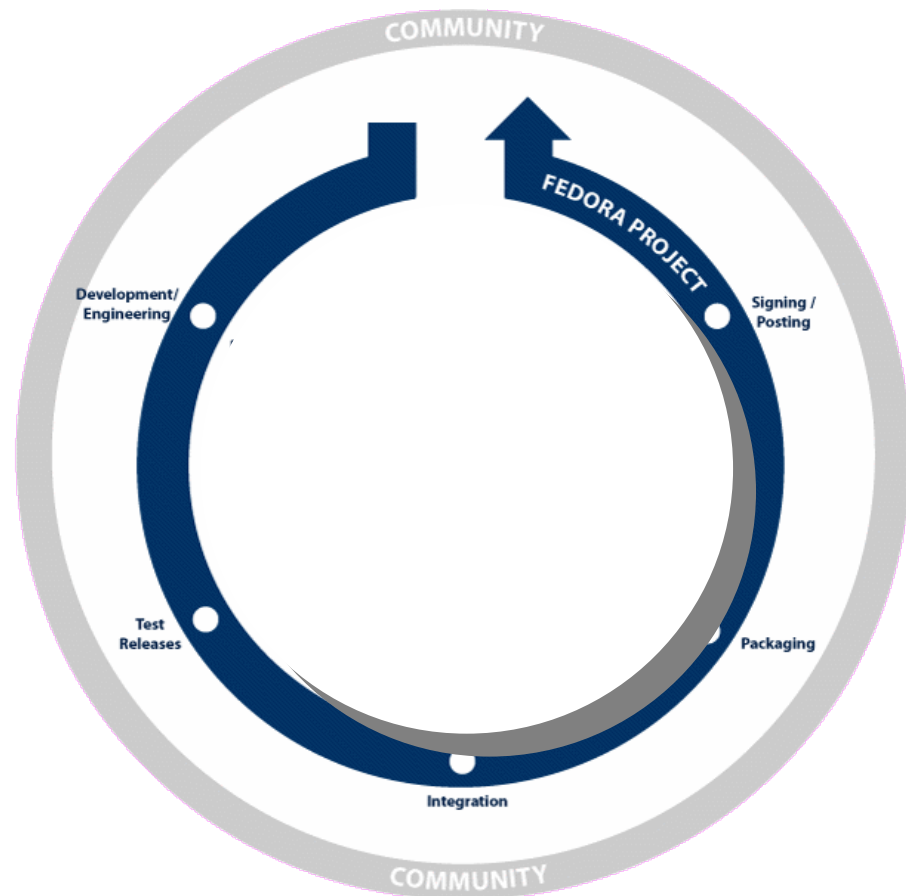 COMMUNITY
FEDORA PROJECT
Development/
Engineering
Signing /
Posting
Test
Releases
Packaging
Integration
COMMUNITY